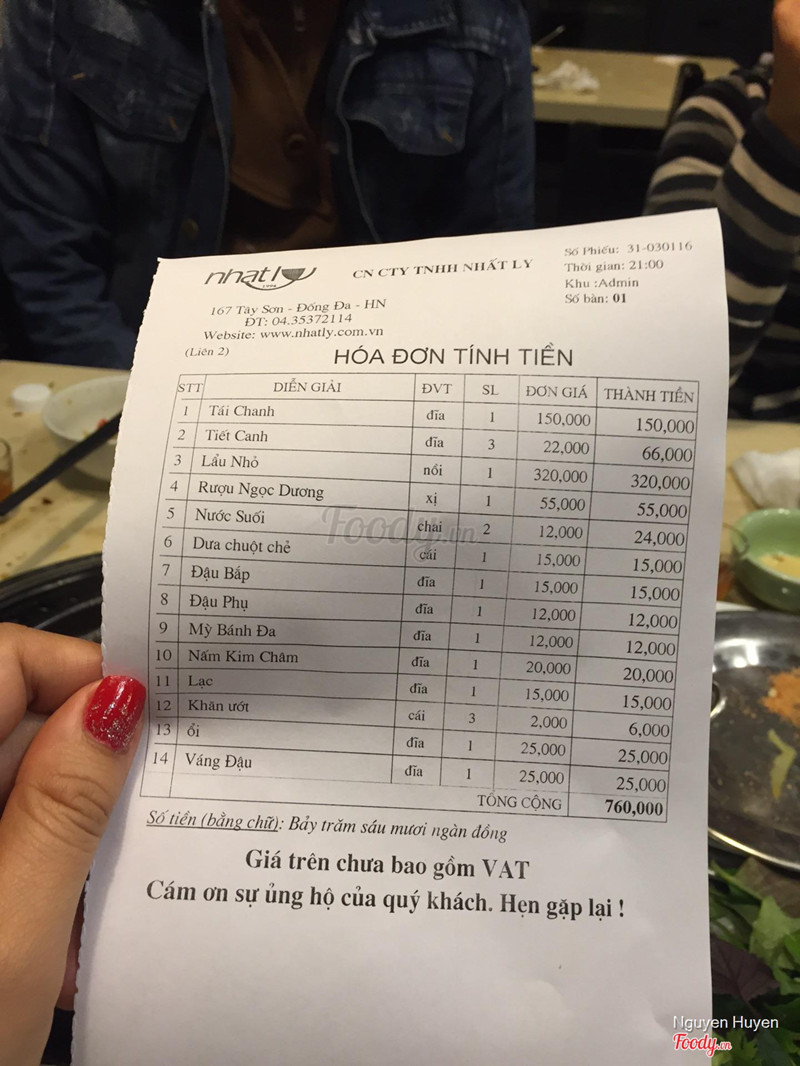 nhatly
CN CTY TNHH NHẤT LY
Số Phiếu: 31-030116
Thời gian: 21:00
Khu :Admin
Số bàn: 01
167 Tây Sơn - Đống Đa - HN
ĐT: 04.35372114
Website: www.nhatly.com.vn
(Liên 2)
HÓA ĐƠN TÍNH TIỀN
STT DIỄN GIẢI ĐVT SL ĐƠN GIÁ THÀNH TIỀN
1 Tái Chanh đĩa 1 150,000 150,000
2 Tiết Canh đĩa 3 22,000 66,000
3 Lẩu Nhỏ nồi 1 320,000 320,000
4 Rượu Ngọc Dương xị 1 55,000 55,000
5 Nước Suối chai 2 12,000 24,000
6 Dưa chuột chẻ cái 1 15,000 15,000
7 Đậu Bắp đĩa 1 15,000 15,000
8 Đậu Phụ đĩa 1 12,000 12,000
9 Mỳ Bánh Đa đĩa 1 12,000 12,000
10 Nấm Kim Châm đĩa 1 20,000 20,000
11 Lạc đĩa 1 15,000 15,000
12 Khăn ướt cái 3 2,000 6,000
13 ổi đĩa 1 25,000 25,000
14 Váng Đậu đĩa 1 25,000 25,000
TỔNG CỘNG 760,000
Số tiền (bằng chữ): Bảy trăm sáu mươi ngàn đồng
Giá trên chưa bao gồm VAT
Cám ơn sự ủng hộ của quý khách. Hẹn gặp lại !
Foody.vn
Nguyen Huyen
Foody.vn